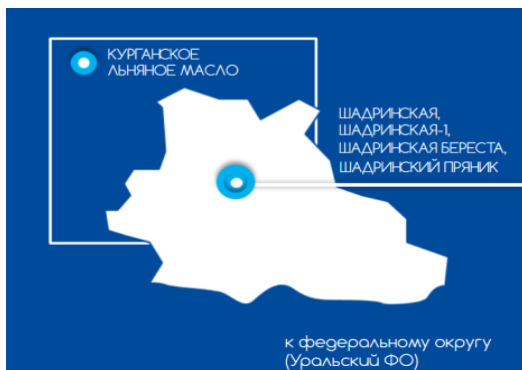 КУРГАНСКОЕ
ЛЬНЯНОЕ МАСЛО
ШАДРИНСКАЯ,
ШАДРИНСКАЯ-1,
ШАДРИНСКАЯ БЕРЕСТА,
ШАДРИНСКИЙ ПРЯНИК
к федеральному округу
(Уральский ФО)